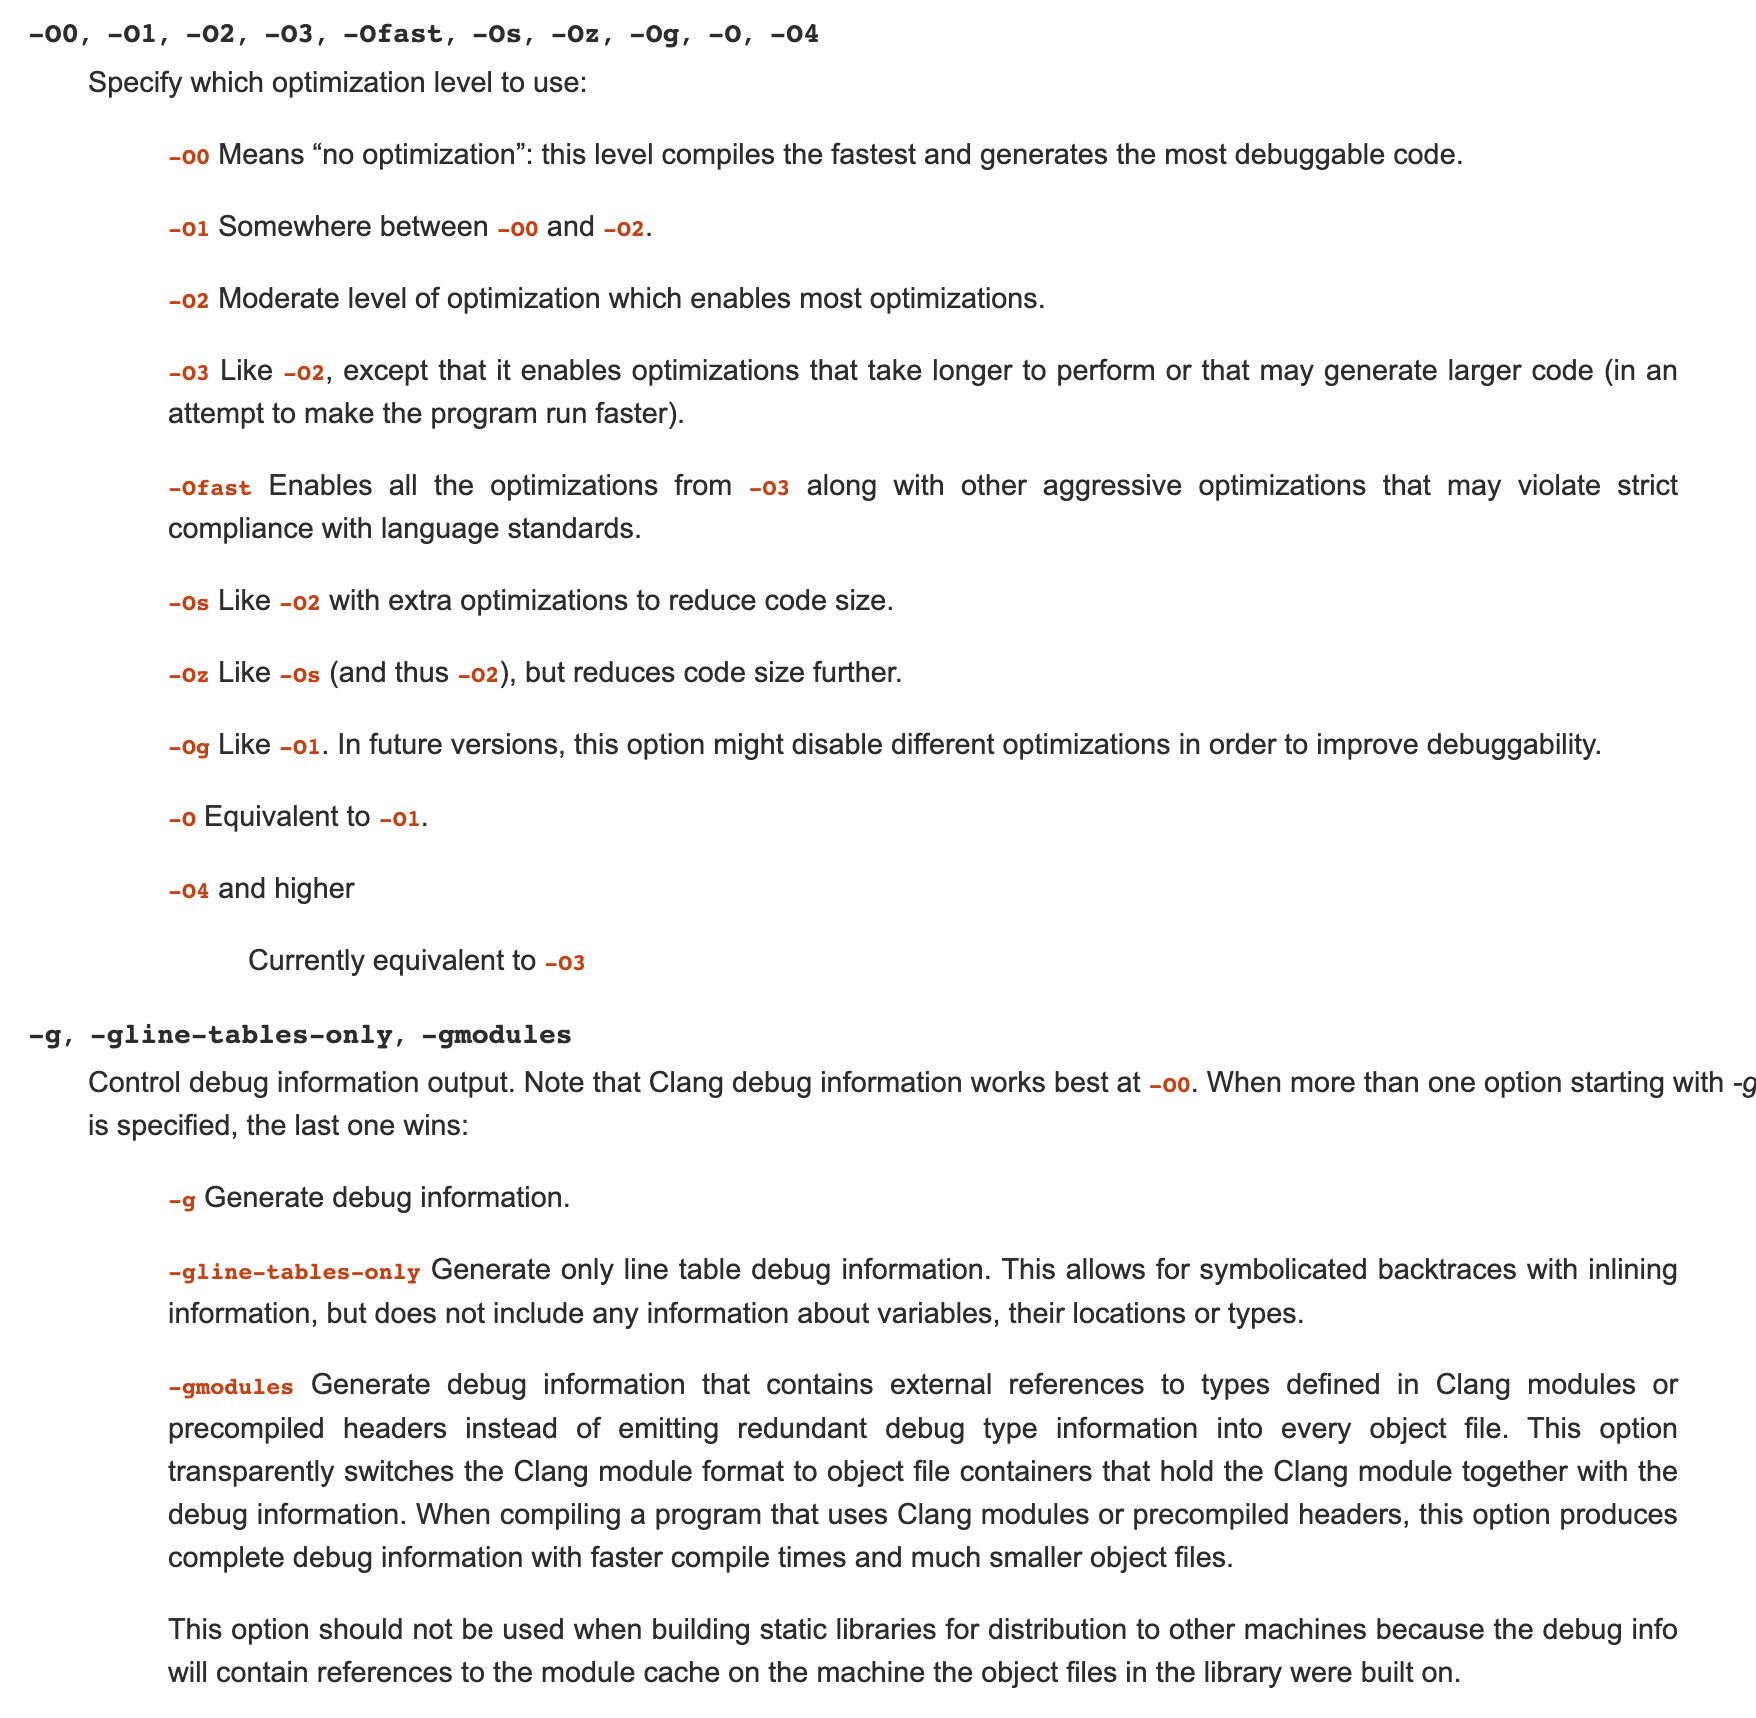 -O0, -O1, -O2, -O3, -Ofast, -Os, -Oz, -Og, -O, -O4
Specify which optimization level to use:
-O0 Means “no optimization”: this level compiles the fastest and generates the most debuggable code.
-O1 Somewhere between -O0 and -O2.
-O2 Moderate level of optimization which enables most optimizations.
-O3 Like -O2, except that it enables optimizations that take longer to perform or that may generate larger code (in an
attempt to make the program run faster).
-Ofast Enables all the optimizations from -O3 along with other aggressive optimizations that may violate strict
compliance with language standards.
-Os Like -O2 with extra optimizations to reduce code size.
-Oz Like -Os (and thus -O2), but reduces code size further.
-Og Like -O1. In future versions, this option might disable different optimizations in order to improve debuggability.
-O Equivalent to -O1.
-O4 and higher
Currently equivalent to -O3
-g, -gline-tables-only, -gmodules
Control debug information output. Note that Clang debug information works best at -O0. When more than one option starting with -g
is specified, the last one wins:
-g Generate debug information.
-gline-tables-only Generate only line table debug information. This allows for symbolicated backtraces with inlining
information, but does not include any information about variables, their locations or types.
-gmodules Generate debug information that contains external references to types defined in Clang modules or
precompiled headers instead of emitting redundant debug type information into every object file. This option
transparently switches the Clang module format to object file containers that hold the Clang module together with the
debug information. When compiling a program that uses Clang modules or precompiled headers, this option produces
complete debug information with faster compile times and much smaller object files.
This option should not be used when building static libraries for distribution to other machines because the debug info
will contain references to the module cache on the machine the object files in the library were built on.